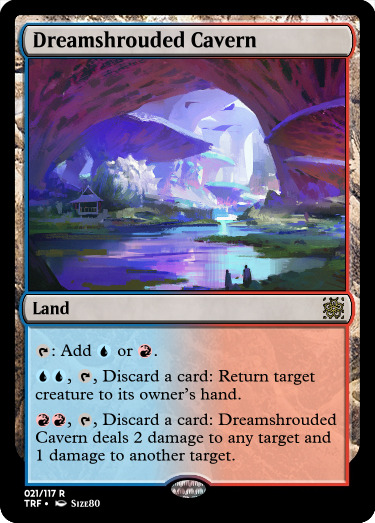 Dreamshrouded Cavern
Land
: Add or .
, , Discard a card: Return target
creature to its owner's hand.
, , Discard a card: Dreamshrouded
Cavern deals 2 damage to any target and
1 damage to another target.
021/117 R
TRF • Size80